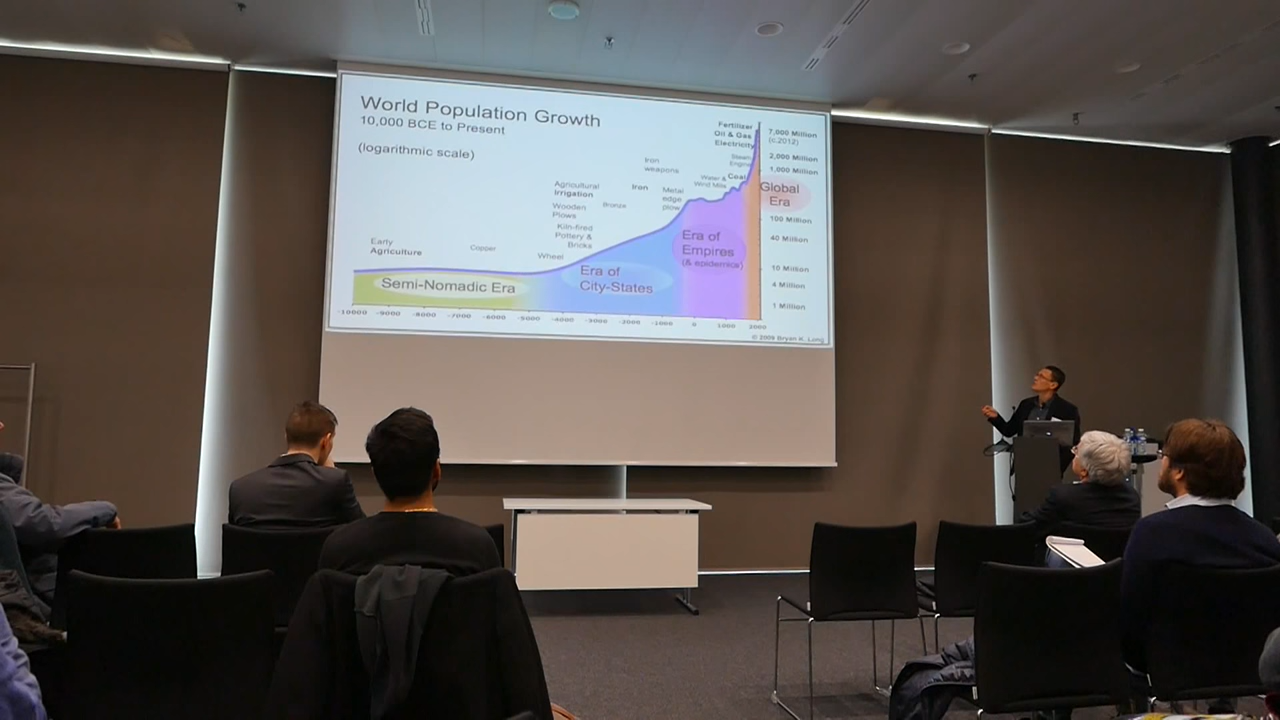 World Population Growth
10,000 BCE to Present
(logarithmic scale)
Fertilizer
Oil & Gas
Electricity
Steam
Engine
Coal
Water &
Wind Mills
Iron
weapons
Iron
Metal
edge
plow
Agricultural
Irrigation
Bronze
Wooden
Plows
Kiln-fired
Pottery &
Bricks
Wheel
Copper
Early
Agriculture
7,000 Million
(c.2012)
2,000 Million
1,000 Million
Global
Era
100 Million
40 Million
10 Million
4 Million
1 Million
Era of
Empires
(& epidemics)
Era of
City-States
Semi-Nomadic Era
-10000 -9000 -8000 -7000 -6000 -5000 -4000 -3000 -2000 -1000 0 1000 2000
© 2009 Bryan K. Long